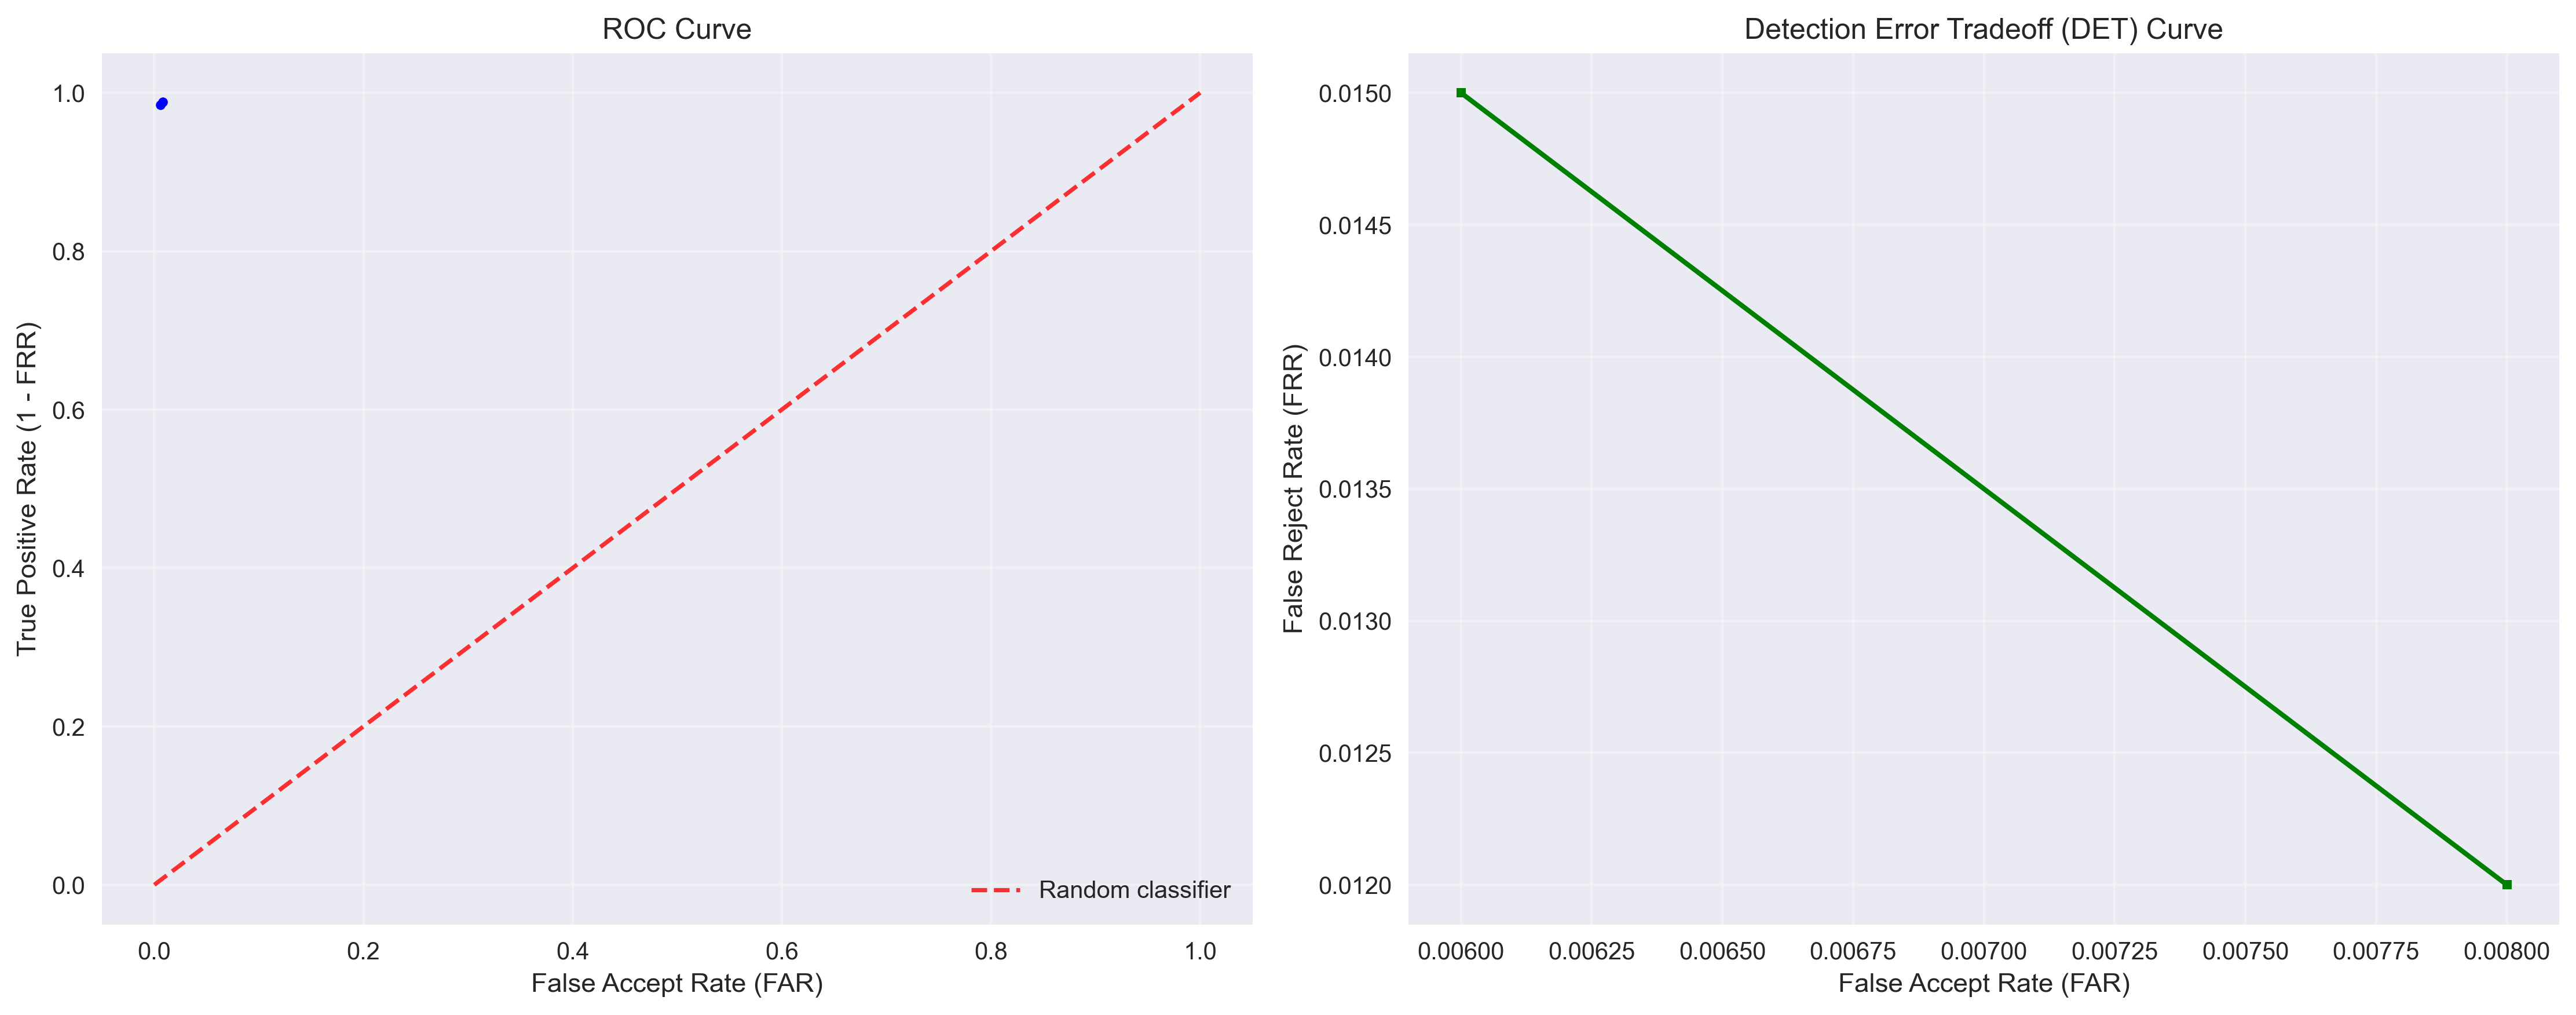 ROC Curve
True Positive Rate (1 - FRR)
1.0
0.8
0.6
0.4
0.2
0.0
Random classifier
0.0 0.2 0.4 0.6 0.8 1.0
False Accept Rate (FAR)
Detection Error Tradeoff (DET) Curve
False Reject Rate (FRR)
0.0150
0.0145
0.0140
0.0135
0.0130
0.0125
0.0120
0.00600 0.00625 0.00650 0.00675 0.00700 0.00725 0.00750 0.00775 0.00800
False Accept Rate (FAR)